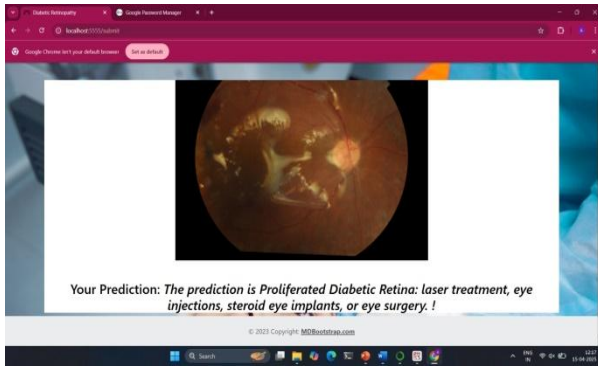 Diabetic Retinopathy
Google Password Manager
localhost:5555/submit
Google Chrome isn't your default browser
Set as default
Your Prediction: The prediction is Proliferated Diabetic Retina: laser treatment, eye
injections, steroid eye implants, or eye surgery. !
© 2023 Copyright: MDBootstrap.com
Search
ENG
IN
12:27
15-04-2025